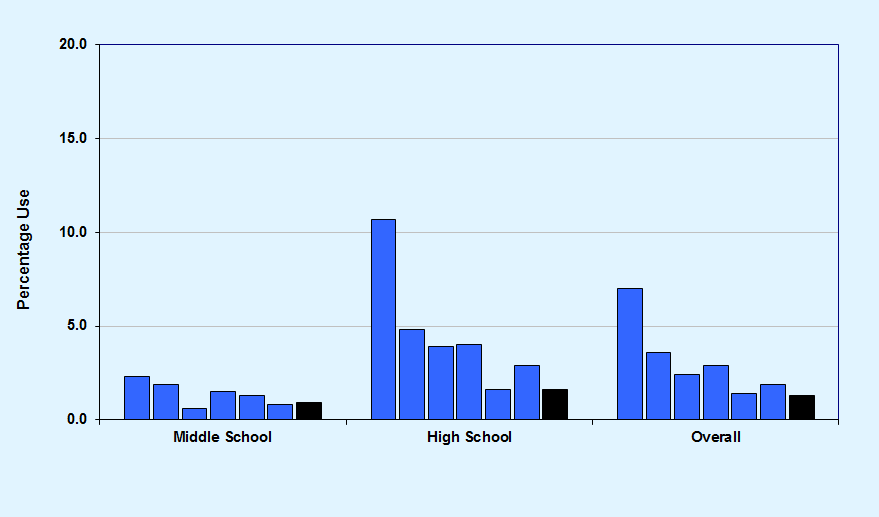 20.0
15.0
10.0
5.0
0.0
Percentage Use
Middle School
High School
Overall